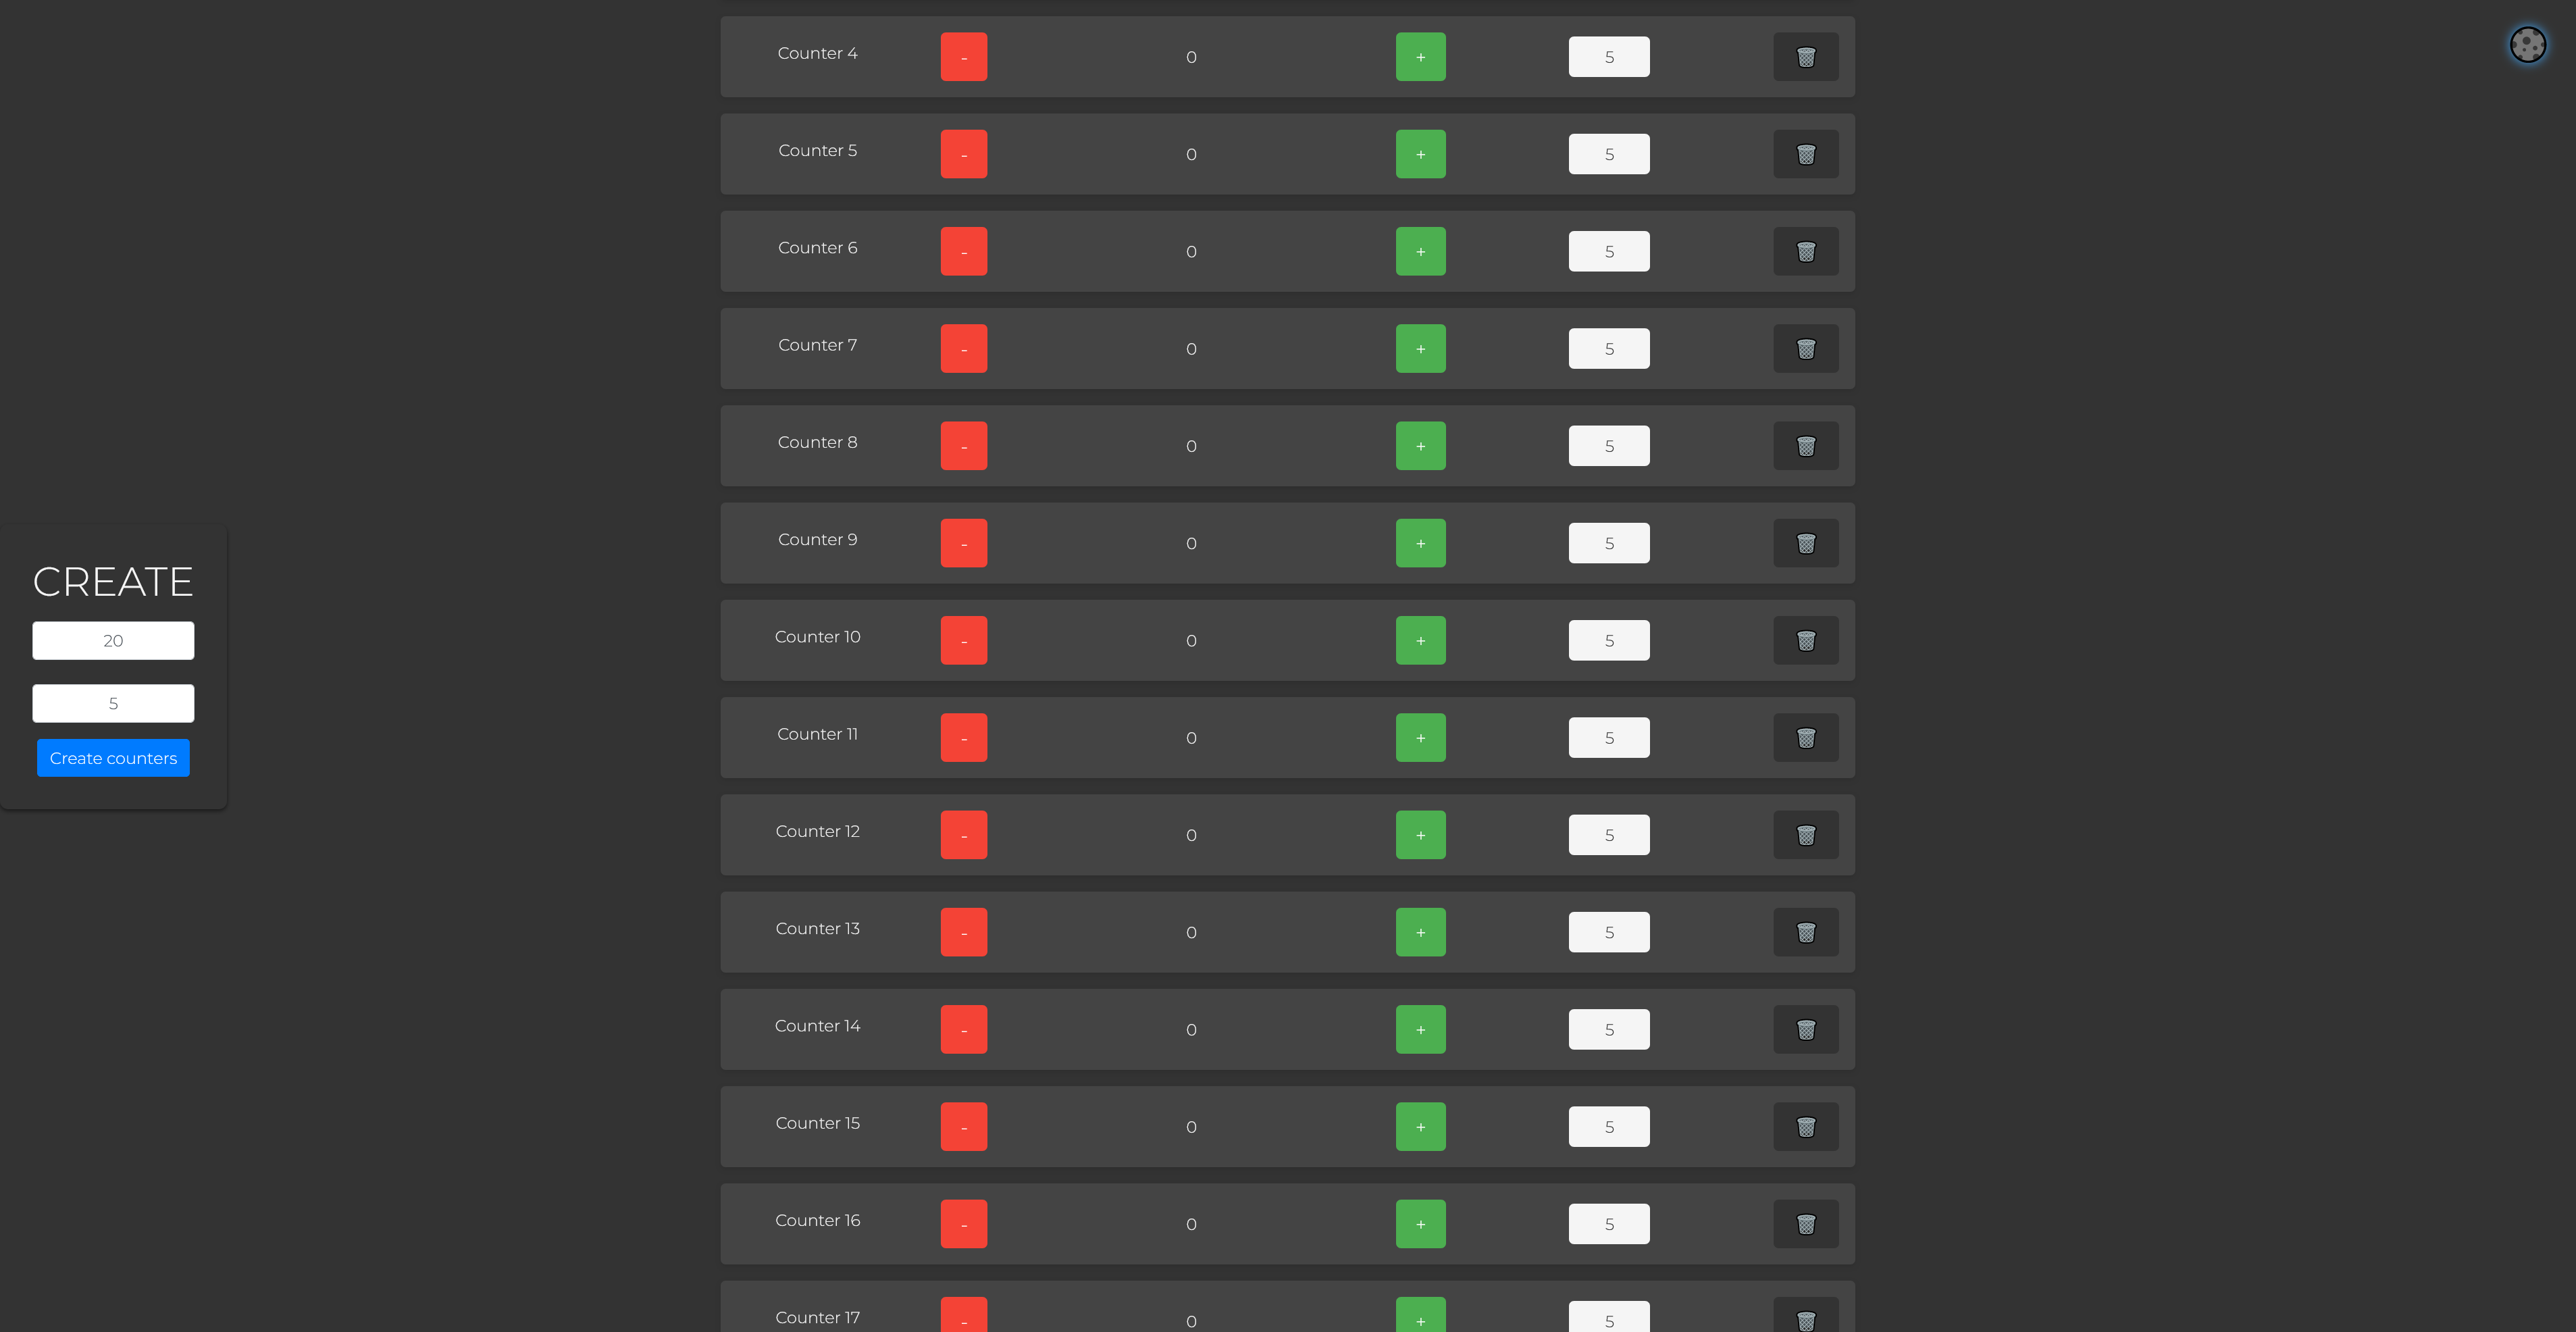 Counter 4 - 0 + 5
Counter 5 - 0 + 5
Counter 6 - 0 + 5
Counter 7 - 0 + 5
Counter 8 - 0 + 5
Counter 9 - 0 + 5
Counter 10 - 0 + 5
Counter 11 - 0 + 5
Counter 12 - 0 + 5
Counter 13 - 0 + 5
Counter 14 - 0 + 5
Counter 15 - 0 + 5
Counter 16 - 0 + 5
Counter 17 - 0 + 5
CREATE
20
5
Create counters